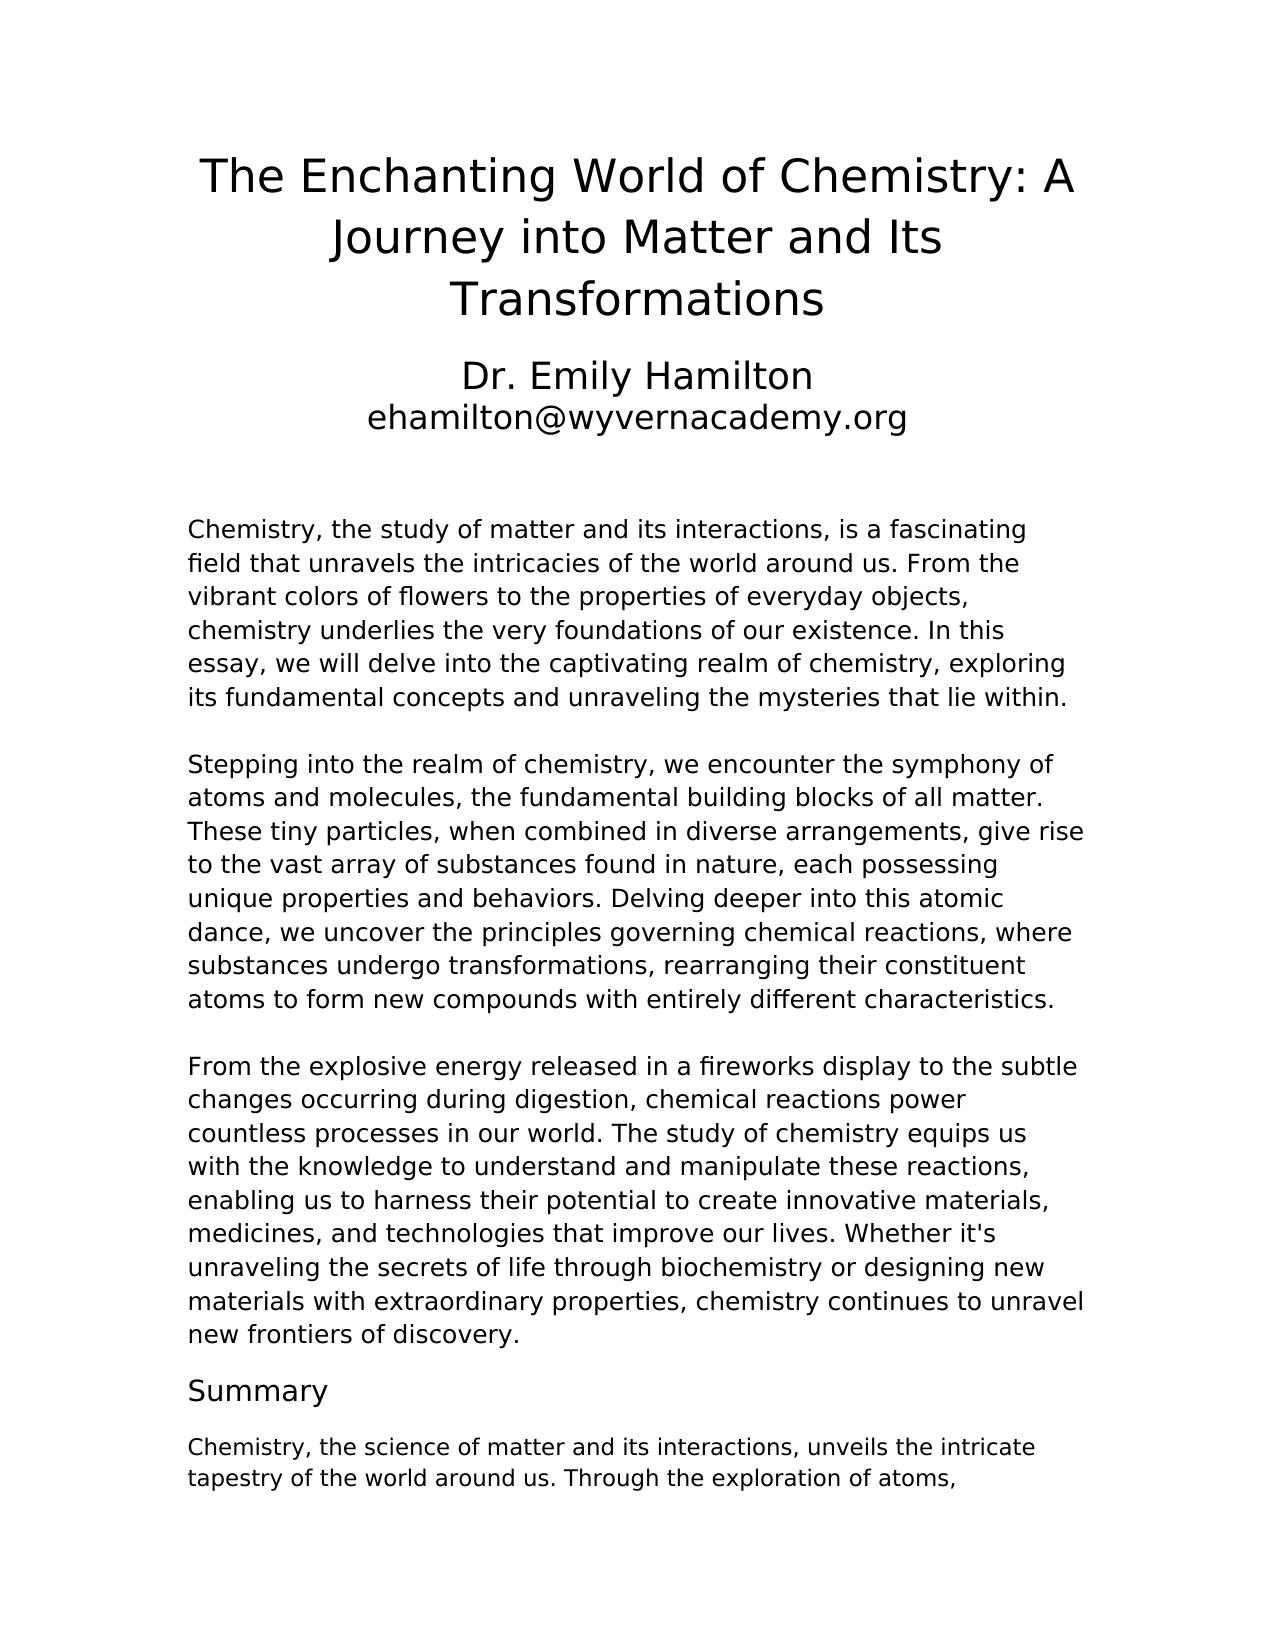 The Enchanting World of Chemistry: A
Journey into Matter and Its
Transformations
Dr. Emily Hamilton
ehamilton@wyvernacademy.org
Chemistry, the study of matter and its interactions, is a fascinating
field that unravels the intricacies of the world around us. From the
vibrant colors of flowers to the properties of everyday objects,
chemistry underlies the very foundations of our existence. In this
essay, we will delve into the captivating realm of chemistry, exploring
its fundamental concepts and unraveling the mysteries that lie within.
Stepping into the realm of chemistry, we encounter the symphony of
atoms and molecules, the fundamental building blocks of all matter.
These tiny particles, when combined in diverse arrangements, give rise
to the vast array of substances found in nature, each possessing
unique properties and behaviors. Delving deeper into this atomic
dance, we uncover the principles governing chemical reactions, where
substances undergo transformations, rearranging their constituent
atoms to form new compounds with entirely different characteristics.
From the explosive energy released in a fireworks display to the subtle
changes occurring during digestion, chemical reactions power
countless processes in our world. The study of chemistry equips us
with the knowledge to understand and manipulate these reactions,
enabling us to harness their potential to create innovative materials,
medicines, and technologies that improve our lives. Whether it's
unraveling the secrets of life through biochemistry or designing new
materials with extraordinary properties, chemistry continues to unravel
new frontiers of discovery.
Summary
Chemistry, the science of matter and its interactions, unveils the intricate
tapestry of the world around us. Through the exploration of atoms,